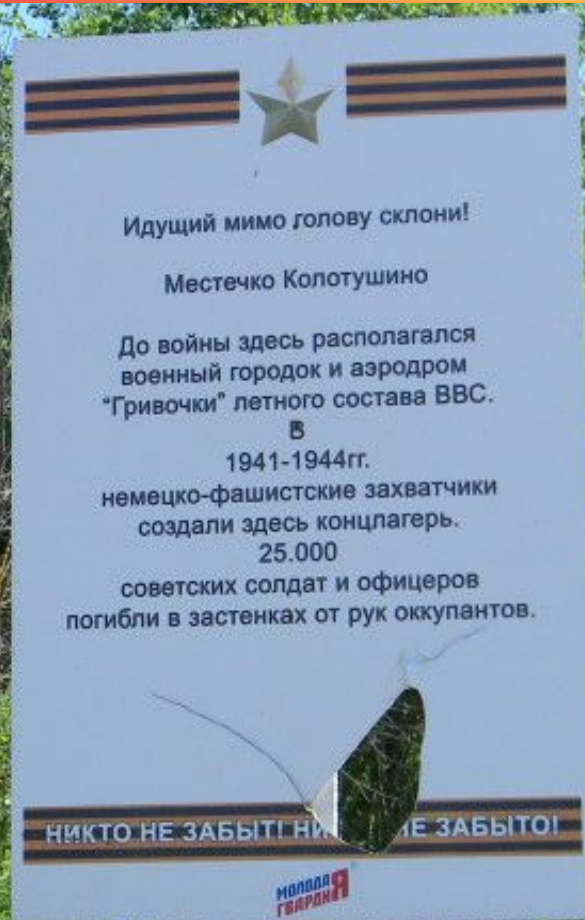 Идущий мимо голову склони!
Местечко Колотушино
До войны здесь располагался
военный городок и аэродром
"Гривочки" летного состава ВВС.
В
1941-1944гг.
немецко-фашистские захватчики
создали здесь концлагерь.
25.000
советских солдат и офицеров
погибли в застенках от рук оккупантов.
НИКТО НЕ ЗАБЫТ! НЕ ЗАБЫТО!
МОЛОДАЯ
ГВАРДИЯ